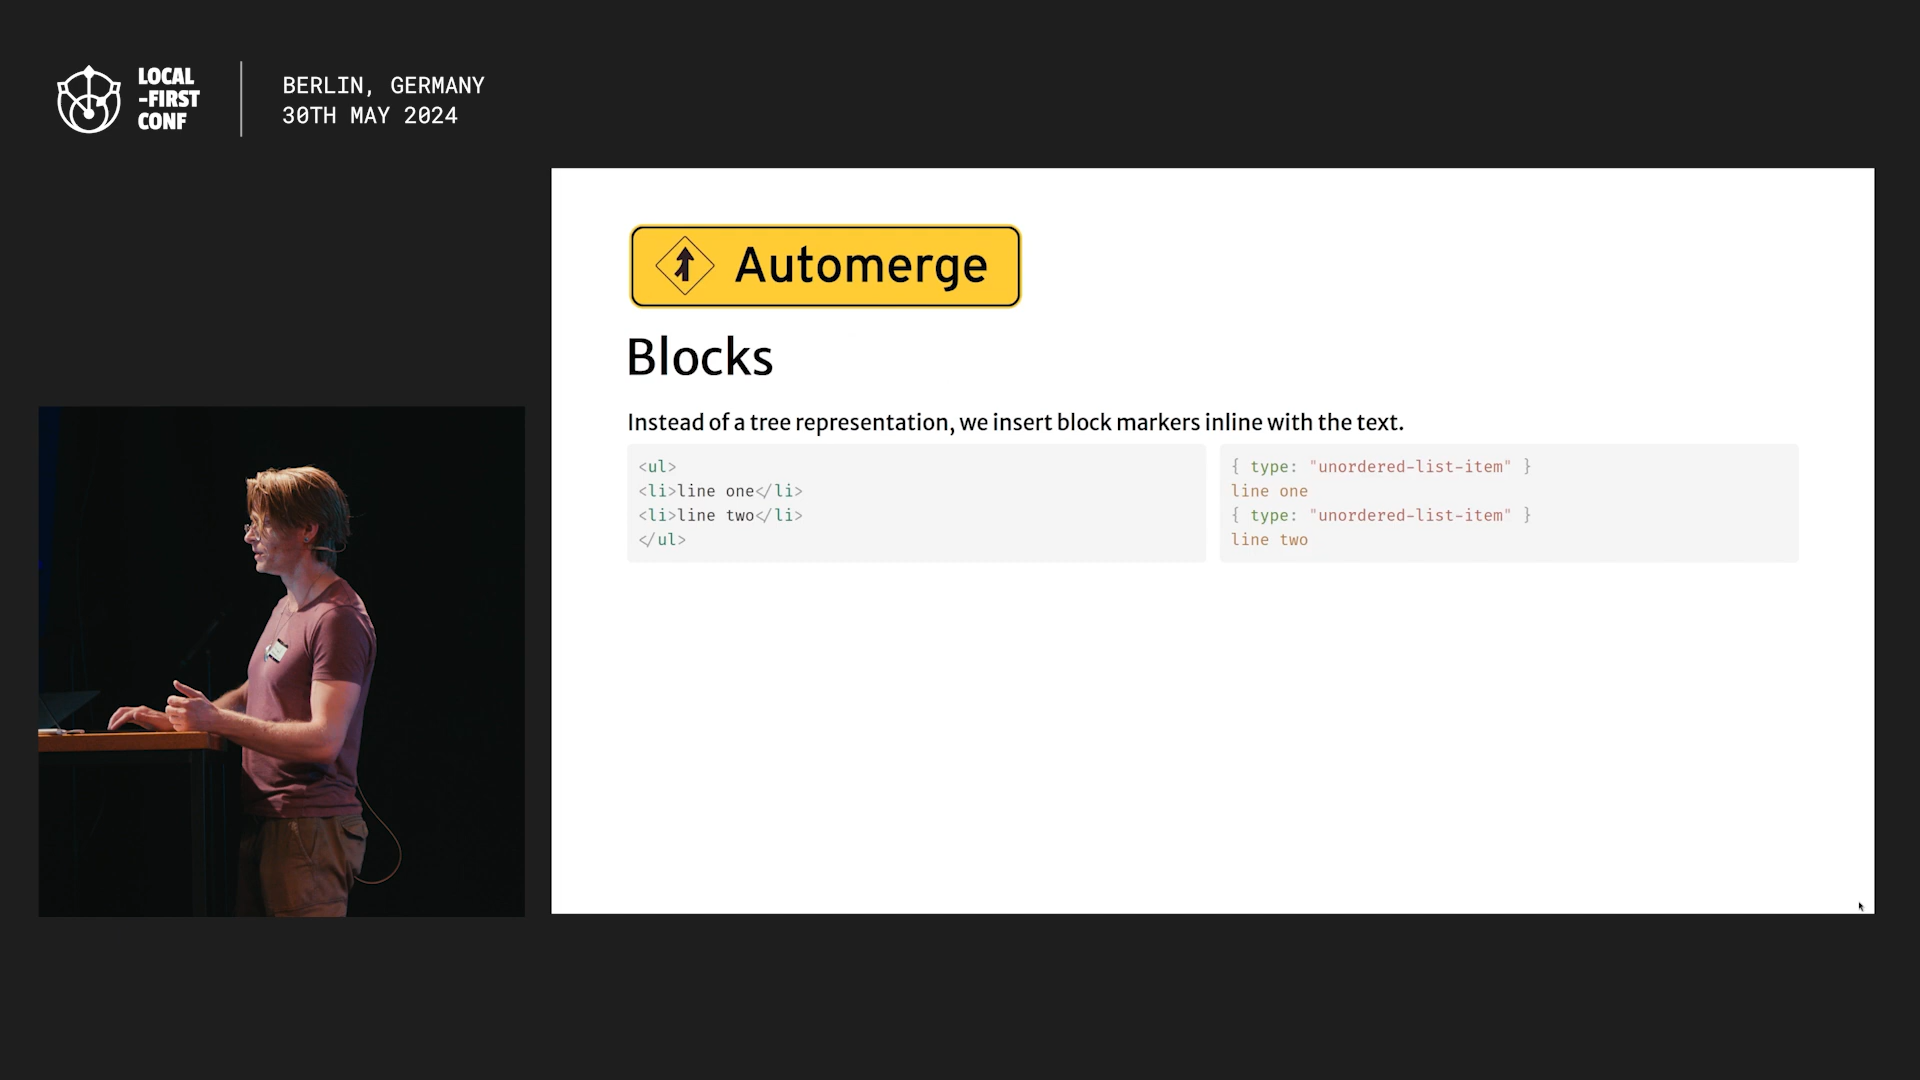 LOCAL
-FIRST
CONF
BERLIN, GERMANY
30TH MAY 2024
Automerge
Blocks
Instead of a tree representation, we insert block markers inline with the text.
<ul>
<li>line one</li>
<li>line two</li>
</ul>
{ type: "unordered-list-item" }
line one
{ type: "unordered-list-item" }
line two